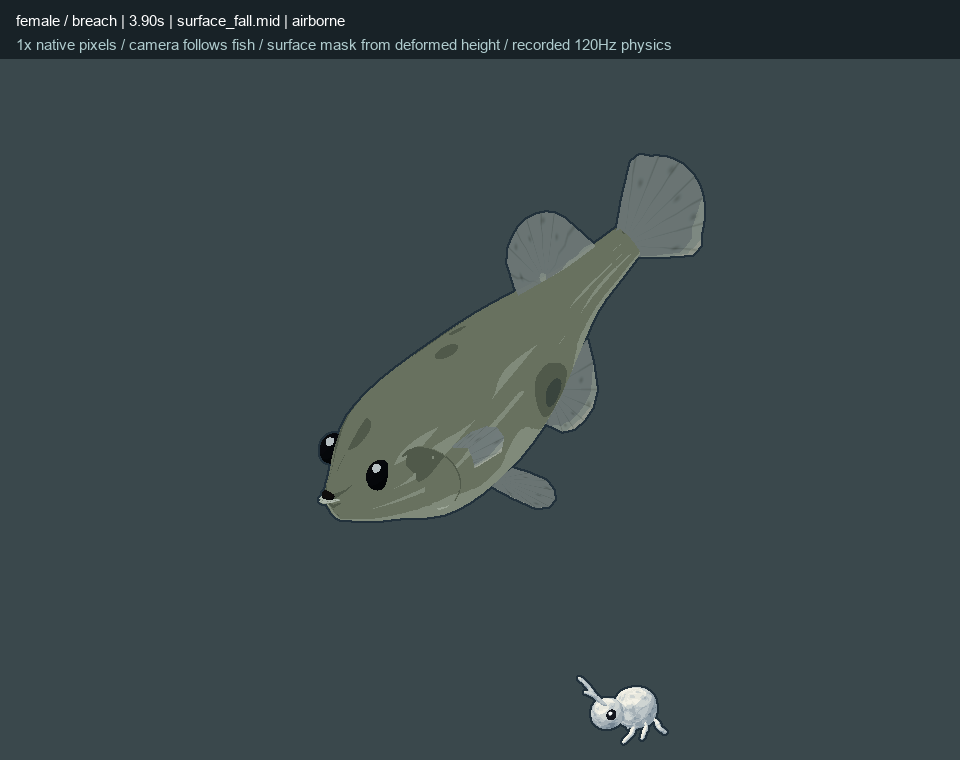 female / breach | 3.90s | surface_fall.mid | airborne
1x native pixels / camera follows fish / surface mask from deformed height / recorded 120Hz physics